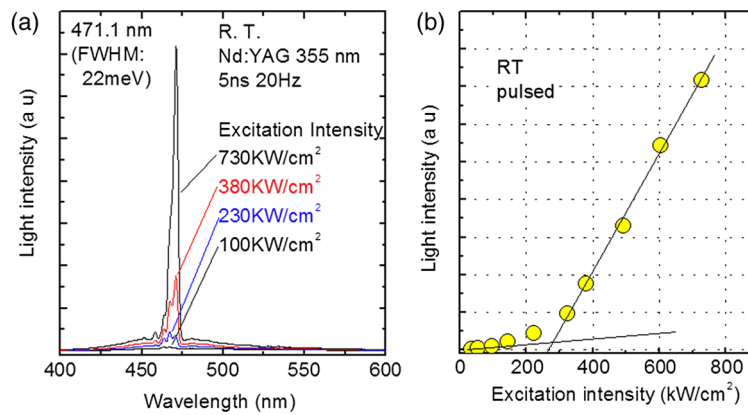 (a)
471.1 nm
(FWHM:
22meV)
R. T.
Nd:YAG 355 nm
5ns 20Hz
Excitation Intensity
730KW/cm²
380KW/cm²
230KW/cm²
100KW/cm²
Light intensity (a u)
400 450 500 550 600
Wavelength (nm)
(b)
RT
pulsed
Light intensity (a u)
0 200 400 600 800
Excitation intensity (kW/cm²)